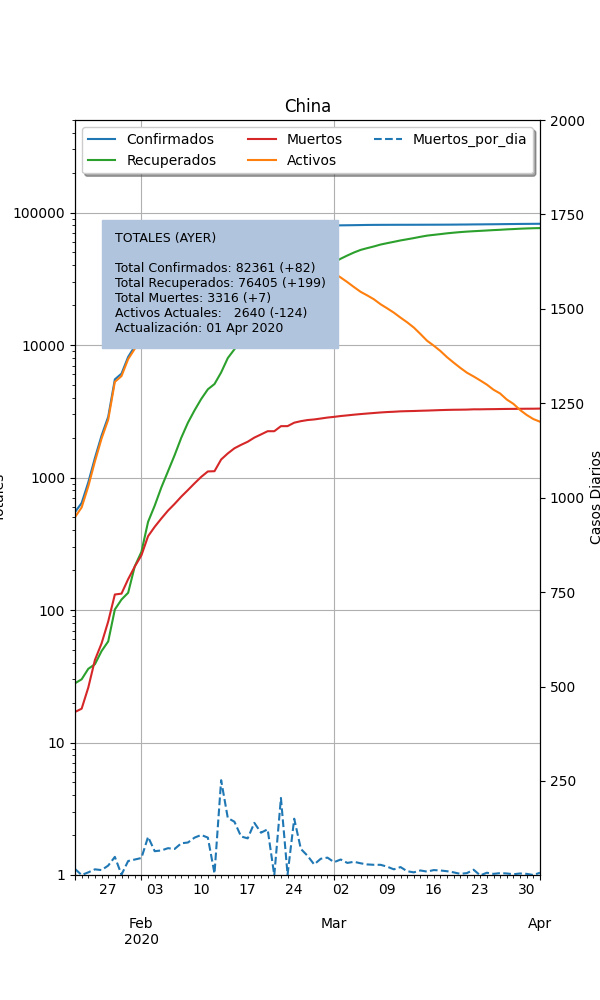 China
Confirmados
Recuperados
Muertos
Activos
Muertos_por_dia
TOTALES (AYER)
Total Confirmados: 82361 (+82)
Total Recuperados: 76405 (+199)
Total Muertes: 3316 (+7)
Activos Actuales: 2640 (-124)
Actualización: 01 Apr 2020
100000
10000
1000
100
10
1
2000
1750
1500
1250
1000
750
500
250
Casos Diarios
27 03 10 17 24 02 09 16 23 30
Feb Mar Apr
2020